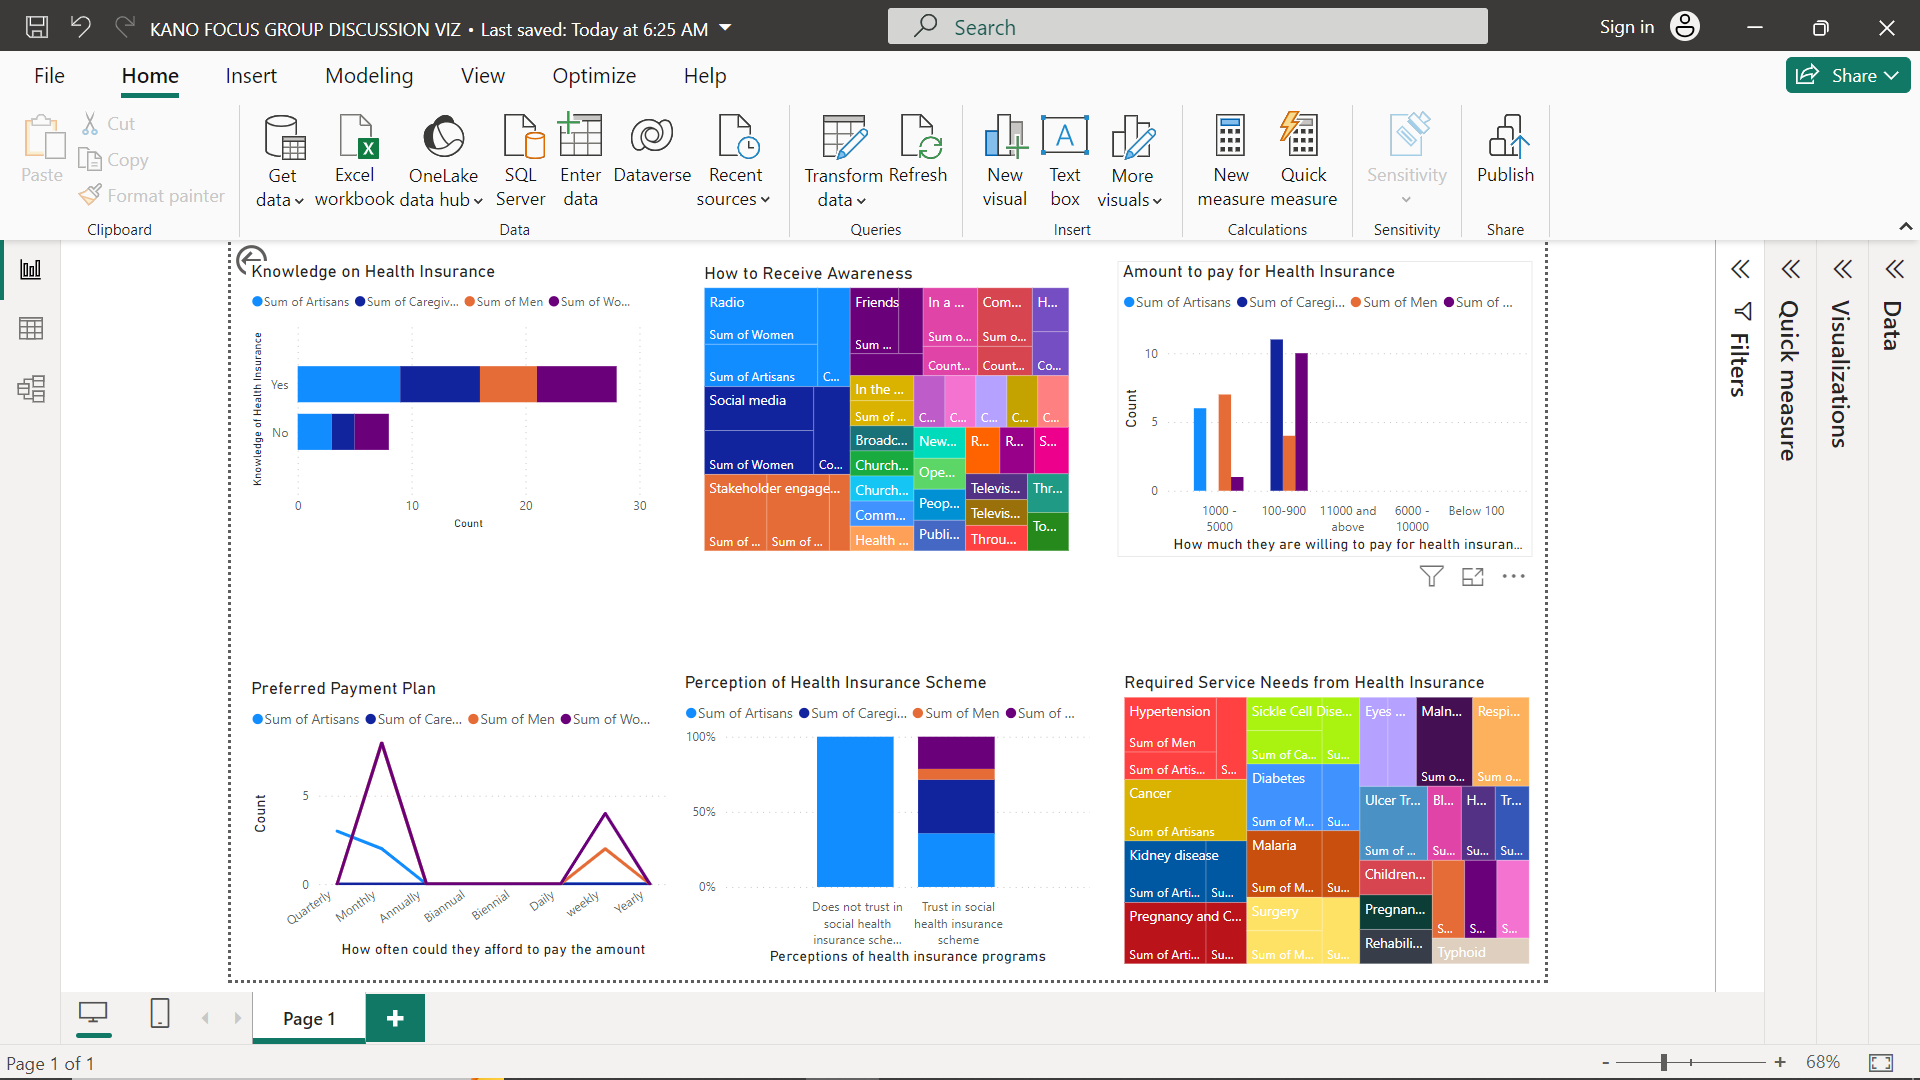 KANO FOCUS GROUP DISCUSSION VIZ • Last saved: Today at 6:25 AM
Search
Sign in
File Home Insert Modeling View Optimize Help
Share
Paste
Cut
Copy
Format painter
Clipboard
Get data
Excel workbook
OneLake data hub
SQL Server
Enter data
Dataverse
Recent sources
Data
Transform data
Refresh
Queries
New visual
Text box
More visuals
Insert
New measure
Quick measure
Calculations
Sensitivity
Sensitivity
Publish
Share
Knowledge on Health Insurance
Sum of Artisans Sum of Caregiv... Sum of Men Sum of Wo...
Knowledge of Health Insurance
Yes
No
0 10 20 30
Count
How to Receive Awareness
Radio
Sum of Women
Sum of Artisans
C...
Social media
Sum of Women
Co...
Stakeholder engage...
Sum of ...
Sum of ...
Friends
Sum ...
In a ...
Sum o...
Count...
Com...
Sum o...
Count...
H...
Co...
In the ...
Sum of ...
C...
C...
C...
C...
C...
Broadc...
Church...
Church...
Comm...
Health ...
New...
Ope...
Peop...
Publi...
R...
R...
S...
Televis...
Televis...
Throu...
Thr...
To...
Amount to pay for Health Insurance
Sum of Artisans Sum of Caregi... Sum of Men Sum of ...
Count
10
5
0
1000 - 5000
100-900
11000 and above
6000 - 10000
Below 100
How much they are willing to pay for health insuran...
Preferred Payment Plan
Sum of Artisans Sum of Care... Sum of Men Sum of Wo...
Count
5
0
Quarterly Monthly Annually Biannual Biennial Daily weekly Yearly
How often could they afford to pay the amount
Perception of Health Insurance Scheme
Sum of Artisans Sum of Caregi... Sum of Men Sum of ...
100%
50%
0%
Does not trust in
social health
insurance sche...
Trust in social
health insurance
scheme
Perceptions of health insurance programs
Required Service Needs from Health Insurance
Hypertension
Sum of Men
Sum of Artis...
S...
Cancer
Sum of Artisans
Kidney disease
Sum of Arti...
Su...
Pregnancy and C...
Sum of Arti...
Su...
Sickle Cell Dise...
Sum of Ca...
Su...
Diabetes
Sum of M...
Su...
Malaria
Sum of M...
Su...
Surgery
Sum of M...
Su...
Eyes ...
Maln...
Sum o...
Respi...
Sum o...
Ulcer Tr...
Sum of ...
Bl...
Su...
H...
Su...
Tr...
Su...
Children...
Pregnan...
Rehabili...
S...
S...
S...
Typhoid
Filters
Quick measure
Visualizations
Data
Page 1
Page 1 of 1
- + 68%